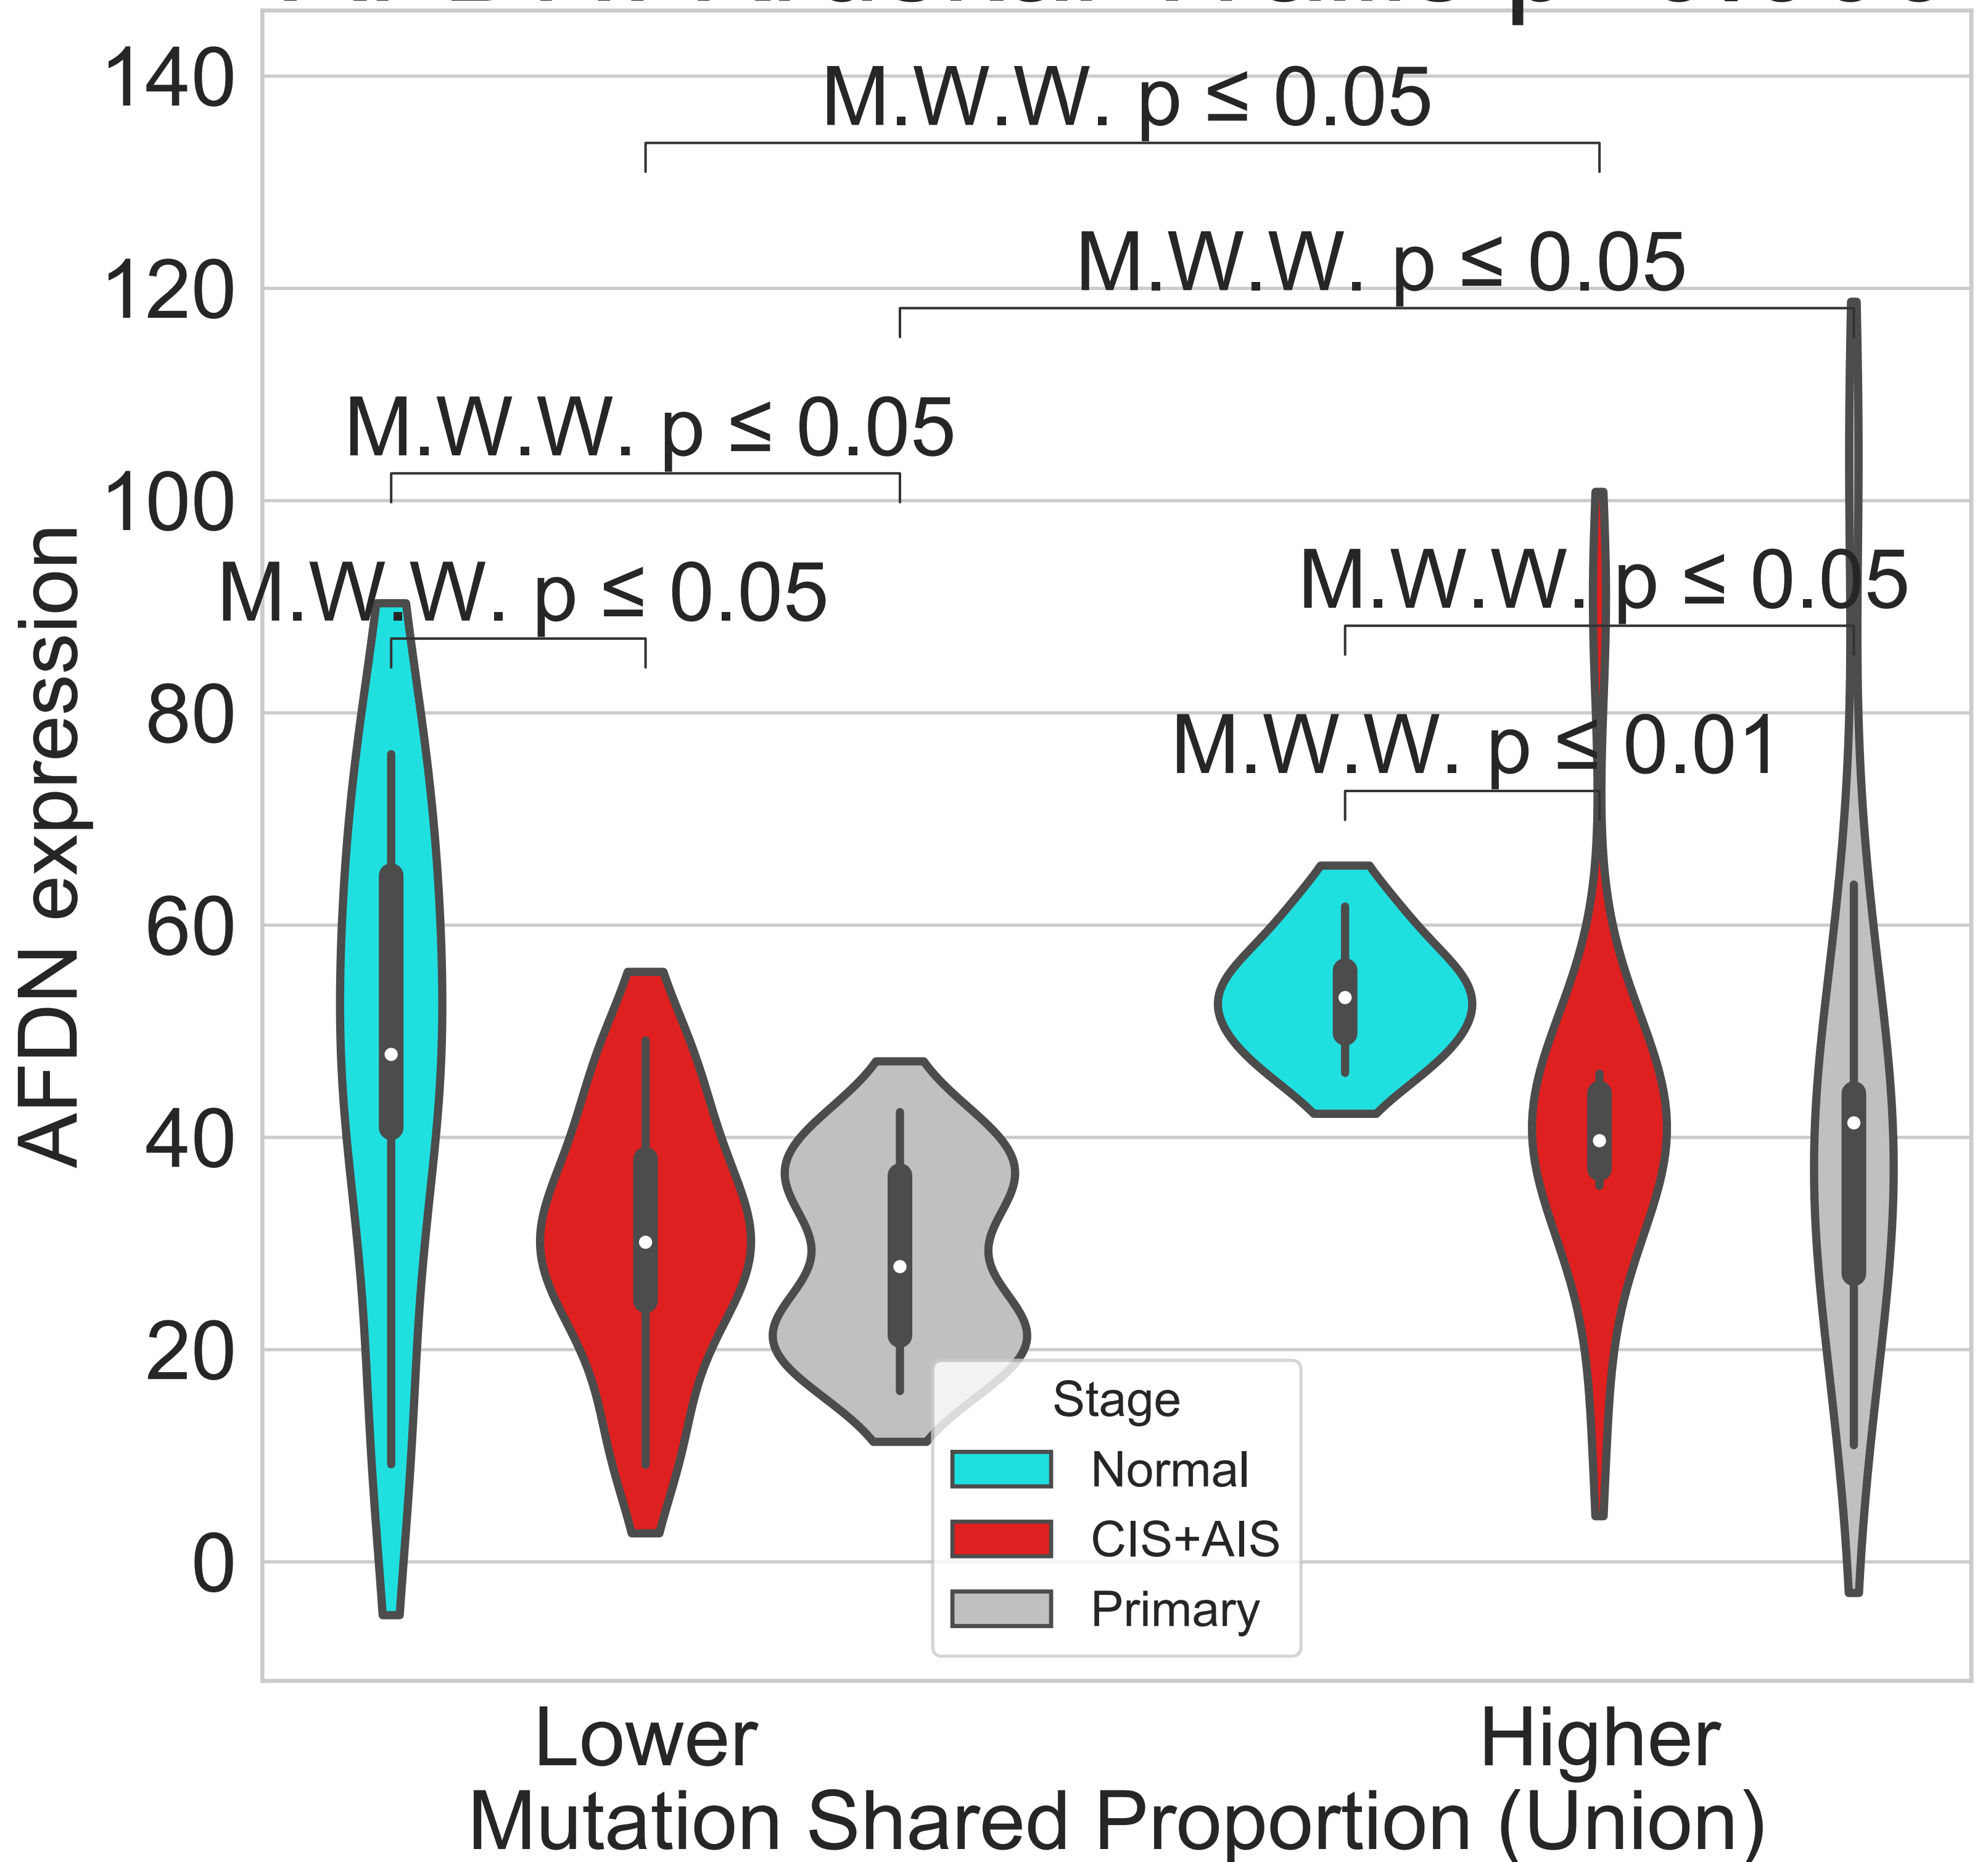 140
M.W.W. p ≤ 0.05
120
M.W.W. p ≤ 0.05
M.W.W. p ≤ 0.05
100
M.W.W. p ≤ 0.05
M.W.W. p ≤ 0.05
80
M.W.W. p ≤ 0.01
60
40
20
0
AFDN expression
Stage
Normal
CIS+AIS
Primary
Lower
Higher
Mutation Shared Proportion (Union)